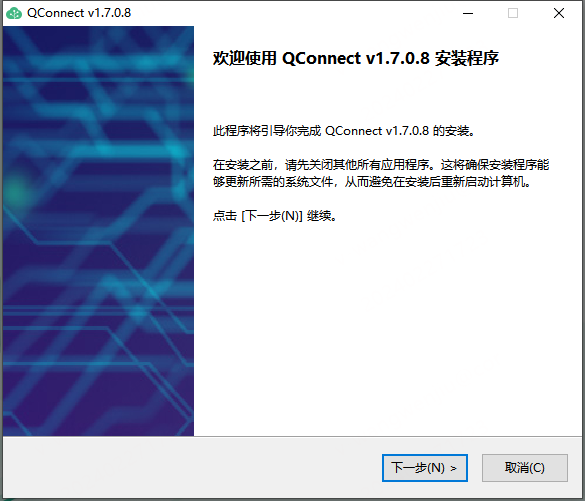 QConnect v1.7.0.8
欢迎使用 QConnect v1.7.0.8 安装程序
此程序将引导你完成 QConnect v1.7.0.8 的安装。
在安装之前，请先关闭其他所有应用程序。这将确保安装程序能
够更新所需的系统文件，从而避免在安装后重新启动计算机。
点击 [下一步(N)] 继续。
下一步(N) >
取消(C)